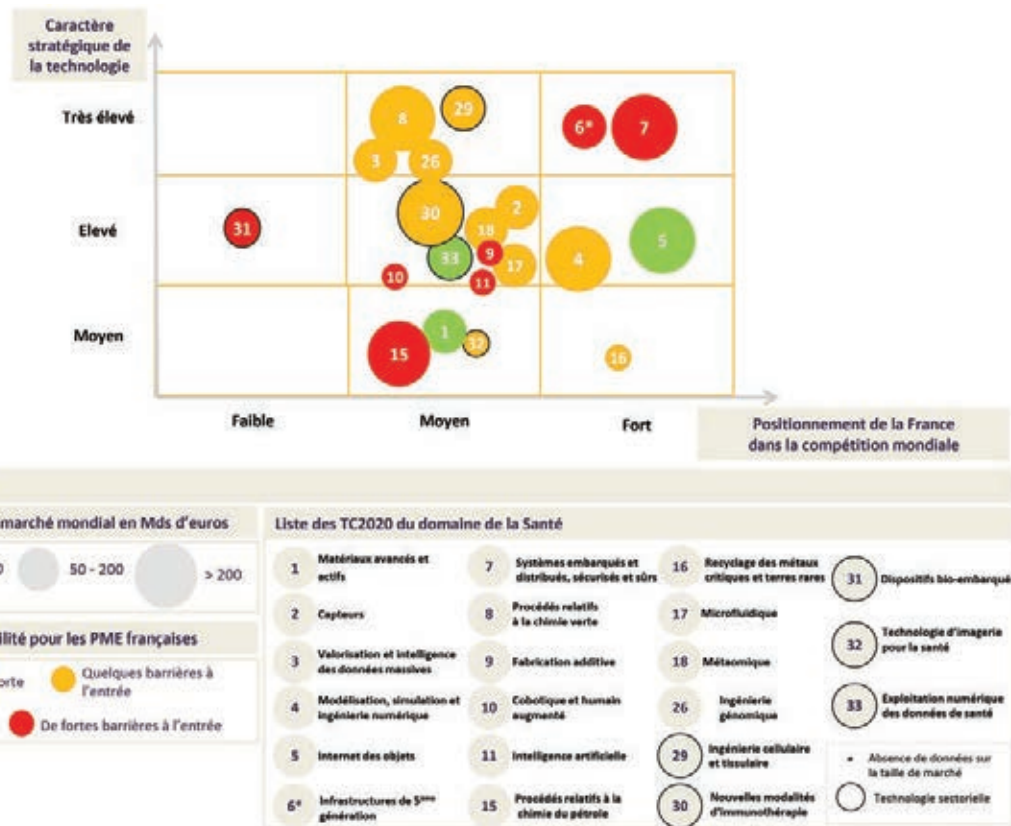 Caractère
stratégique de
la technologie
Très élevé
8
29
6*
7
3
26
Elevé
31
30
2
18
33
9
17
10
11
4
5
Moyen
15
1
32
16
Faible
Moyen
Fort
Positionnement de la France
dans la compétition mondiale
marché mondial en Mds d'euros
50 - 200
> 200
Quelques barrières à
l'entrée
De fortes barrières à l'entrée
pour les PME françaises
Liste des TC2020 du domaine de la Santé
1 Matériaux avancés et
actifs
2 Capteurs
3 Valorisation et intelligence
des données massives
4 Modélisation, simulation et
ingénierie numérique
5 Internet des objets
6* Infrastructures de 5ème
génération
7 Systèmes embarqués et
distribués, sécurisés et sûrs
8 Procédés relatifs
à la chimie verte
9 Fabrication additive
10 Cobotique et humain
augmenté
11 Intelligence artificielle
15 Procédés relatifs à la
chimie du pétrole
16 Recyclage des métaux
critiques et terres rares
17 Microfluidique
18 Métaomique
26 Ingénierie
génomique
29 Ingénierie cellulaire
et tissulaire
30 Nouvelles modalités
d'immunothérapie
31 Dispositifs bio-embarqué
32 Technologie d'imagerie
pour la santé
33 Exploitation numérique
des données de santé
• Absence de données sur
la taille de marché
Technologie sectorielle